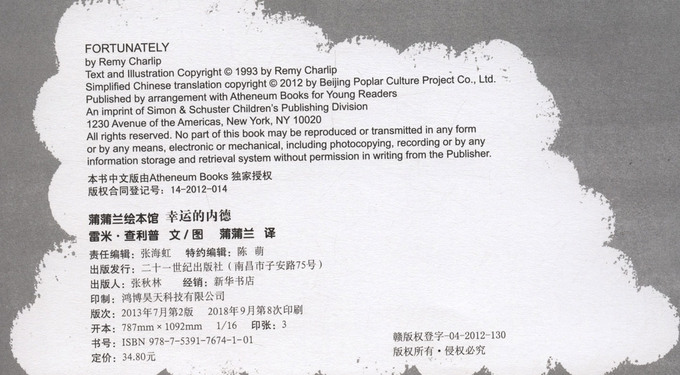 FORTUNATELY
by Remy Charlip
Text and Illustration Copyright © 1993 by Remy Charlip
Simplified Chinese translation copyright © 2012 by Beijing Poplar Culture Project Co., Ltd.
Published by arrangement with Atheneum Books for Young Readers
An imprint of Simon & Schuster Children's Publishing Division
1230 Avenue of the Americas, New York, NY 10020
All rights reserved. No part of this book may be reproduced or transmitted in any form
or by any means, electronic or mechanical, including photocopying, recording or by any
information storage and retrieval system without permission in writing from the Publisher.
本书中文版由Atheneum Books 独家授权
版权合同登记号：14-2012-014
蒲蒲兰绘本馆 幸运的内德
雷米·查利普 文/图 蒲蒲兰 译
责任编辑：张海虹 特约编辑：陈 萌
出版发行：二十一世纪出版社（南昌市子安路75号）
出版人：张秋林 经销：新华书店
印制：鸿博昊天科技有限公司
版次：2013年7月第2版 2018年9月第8次印刷
开本：787mm×1092mm 1/16 印张：3
书号：ISBN 978-7-5391-7674-1-01
定价：34.80元
赣版权登字-04-2012-130
版权所有·侵权必究